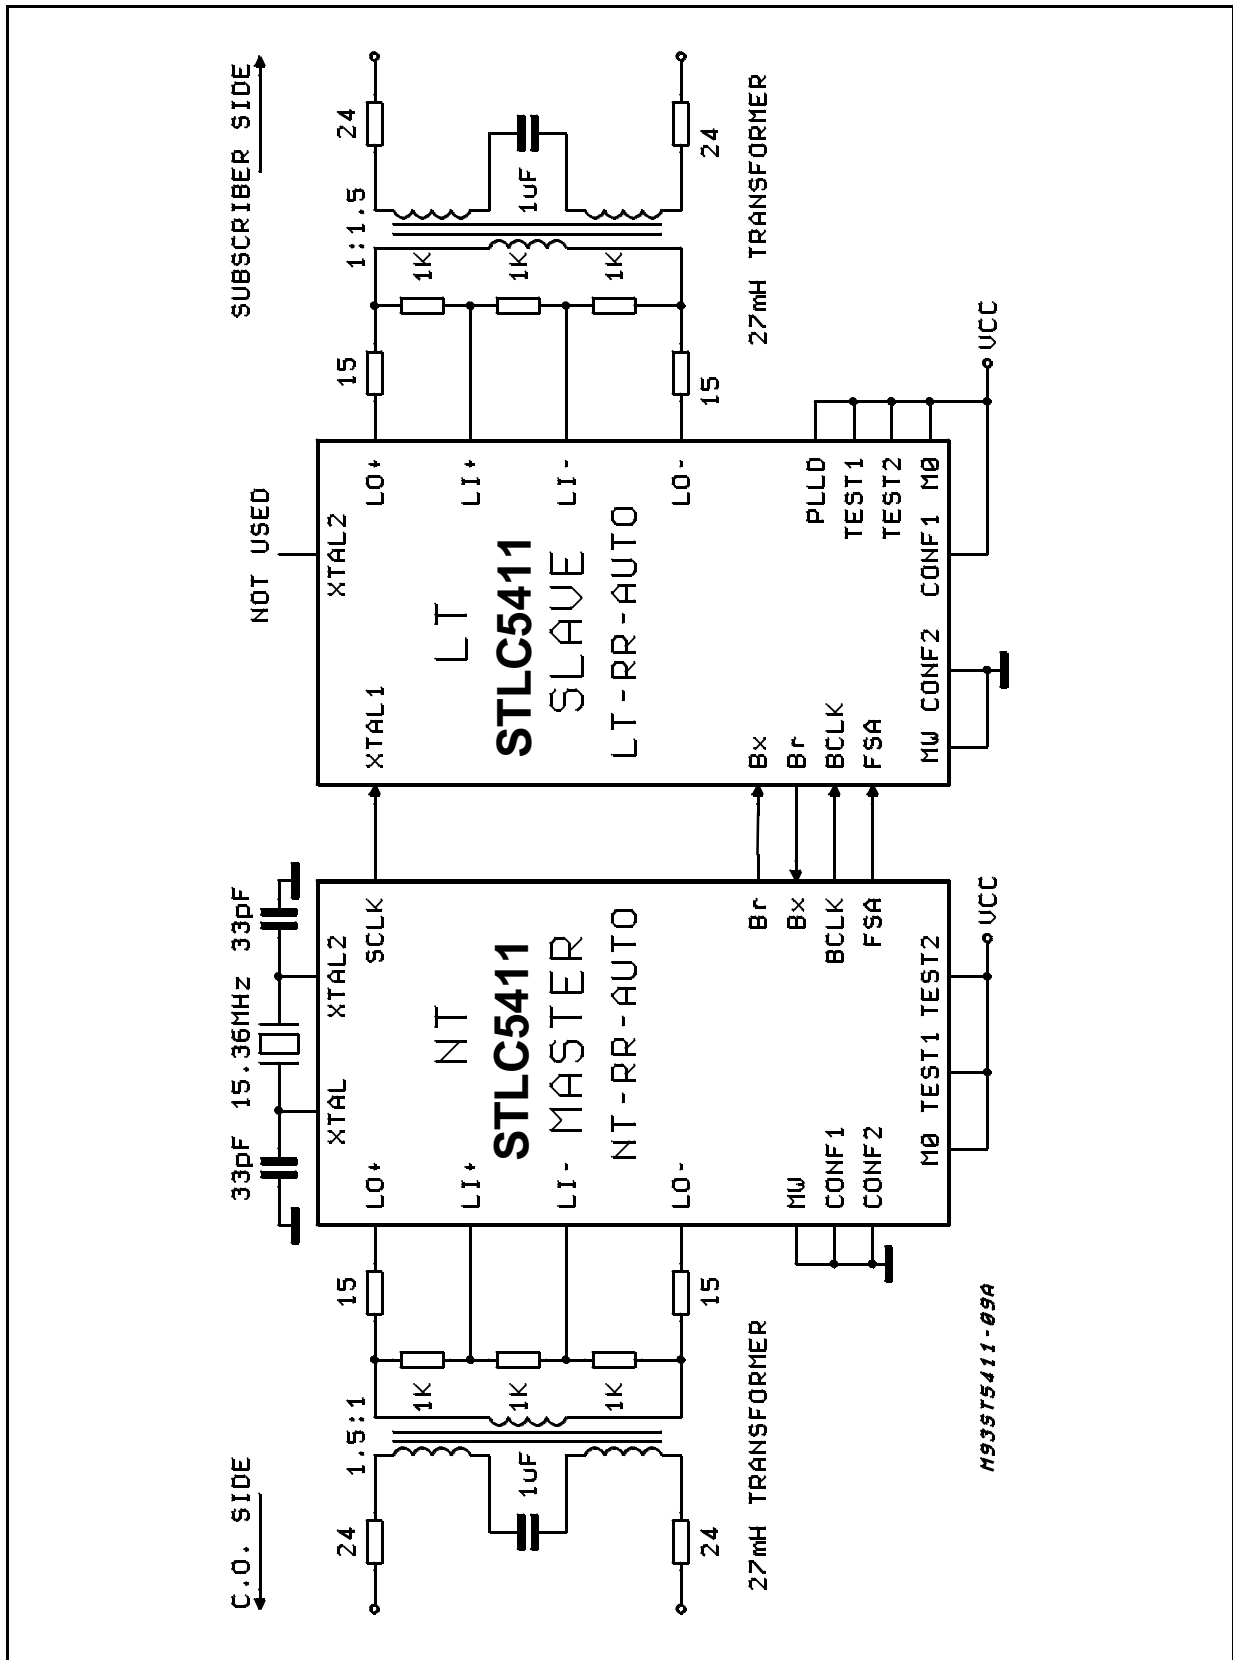 C.O. SIDE
SUBSCRIBER SIDE
33pF 15.36MHz 33pF
NOT USED
XTAL
XTAL2
XTAL1
XTAL2
24
1.5:1
15
LO+
SCLK
LO+
15
1:1.5
24
1K
LI+
NT
LT
LI+
1K
1uF
1K
LI-
STLC5411
MASTER
STLC5411
SLAVE
LI-
1K
1uF
1K
NT-RR-AUTO
LT-RR-AUTO
1K
24
15
LO-
LO-
15
24
27mH TRANSFORMER
27mH TRANSFORMER
MW
CONF1
CONF2
Br
Bx
BCLK
FSA
Bx
Br
BCLK
FSA
PLLD
TEST1
TEST2
M0
M0 TEST1 TEST2
MW CONF2 CONF1
VCC
VCC
M93ST5411-09A